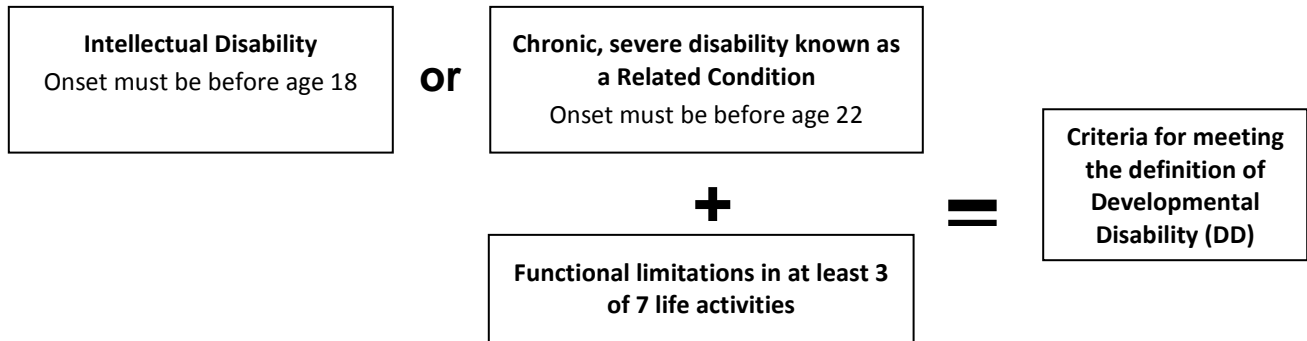 Intellectual Disability
Onset must be before age 18
or
Chronic, severe disability known as
a Related Condition
Onset must be before age 22
+
Functional limitations in at least 3
of 7 life activities
=
Criteria for meeting
the definition of
Developmental
Disability (DD)